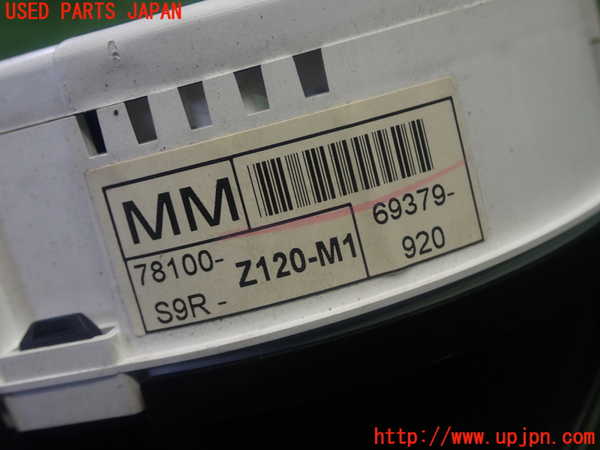 USED PARTS JAPAN
MM
69379-
920
78100-
S9R - Z120-M1
http://www.upjpn.com/